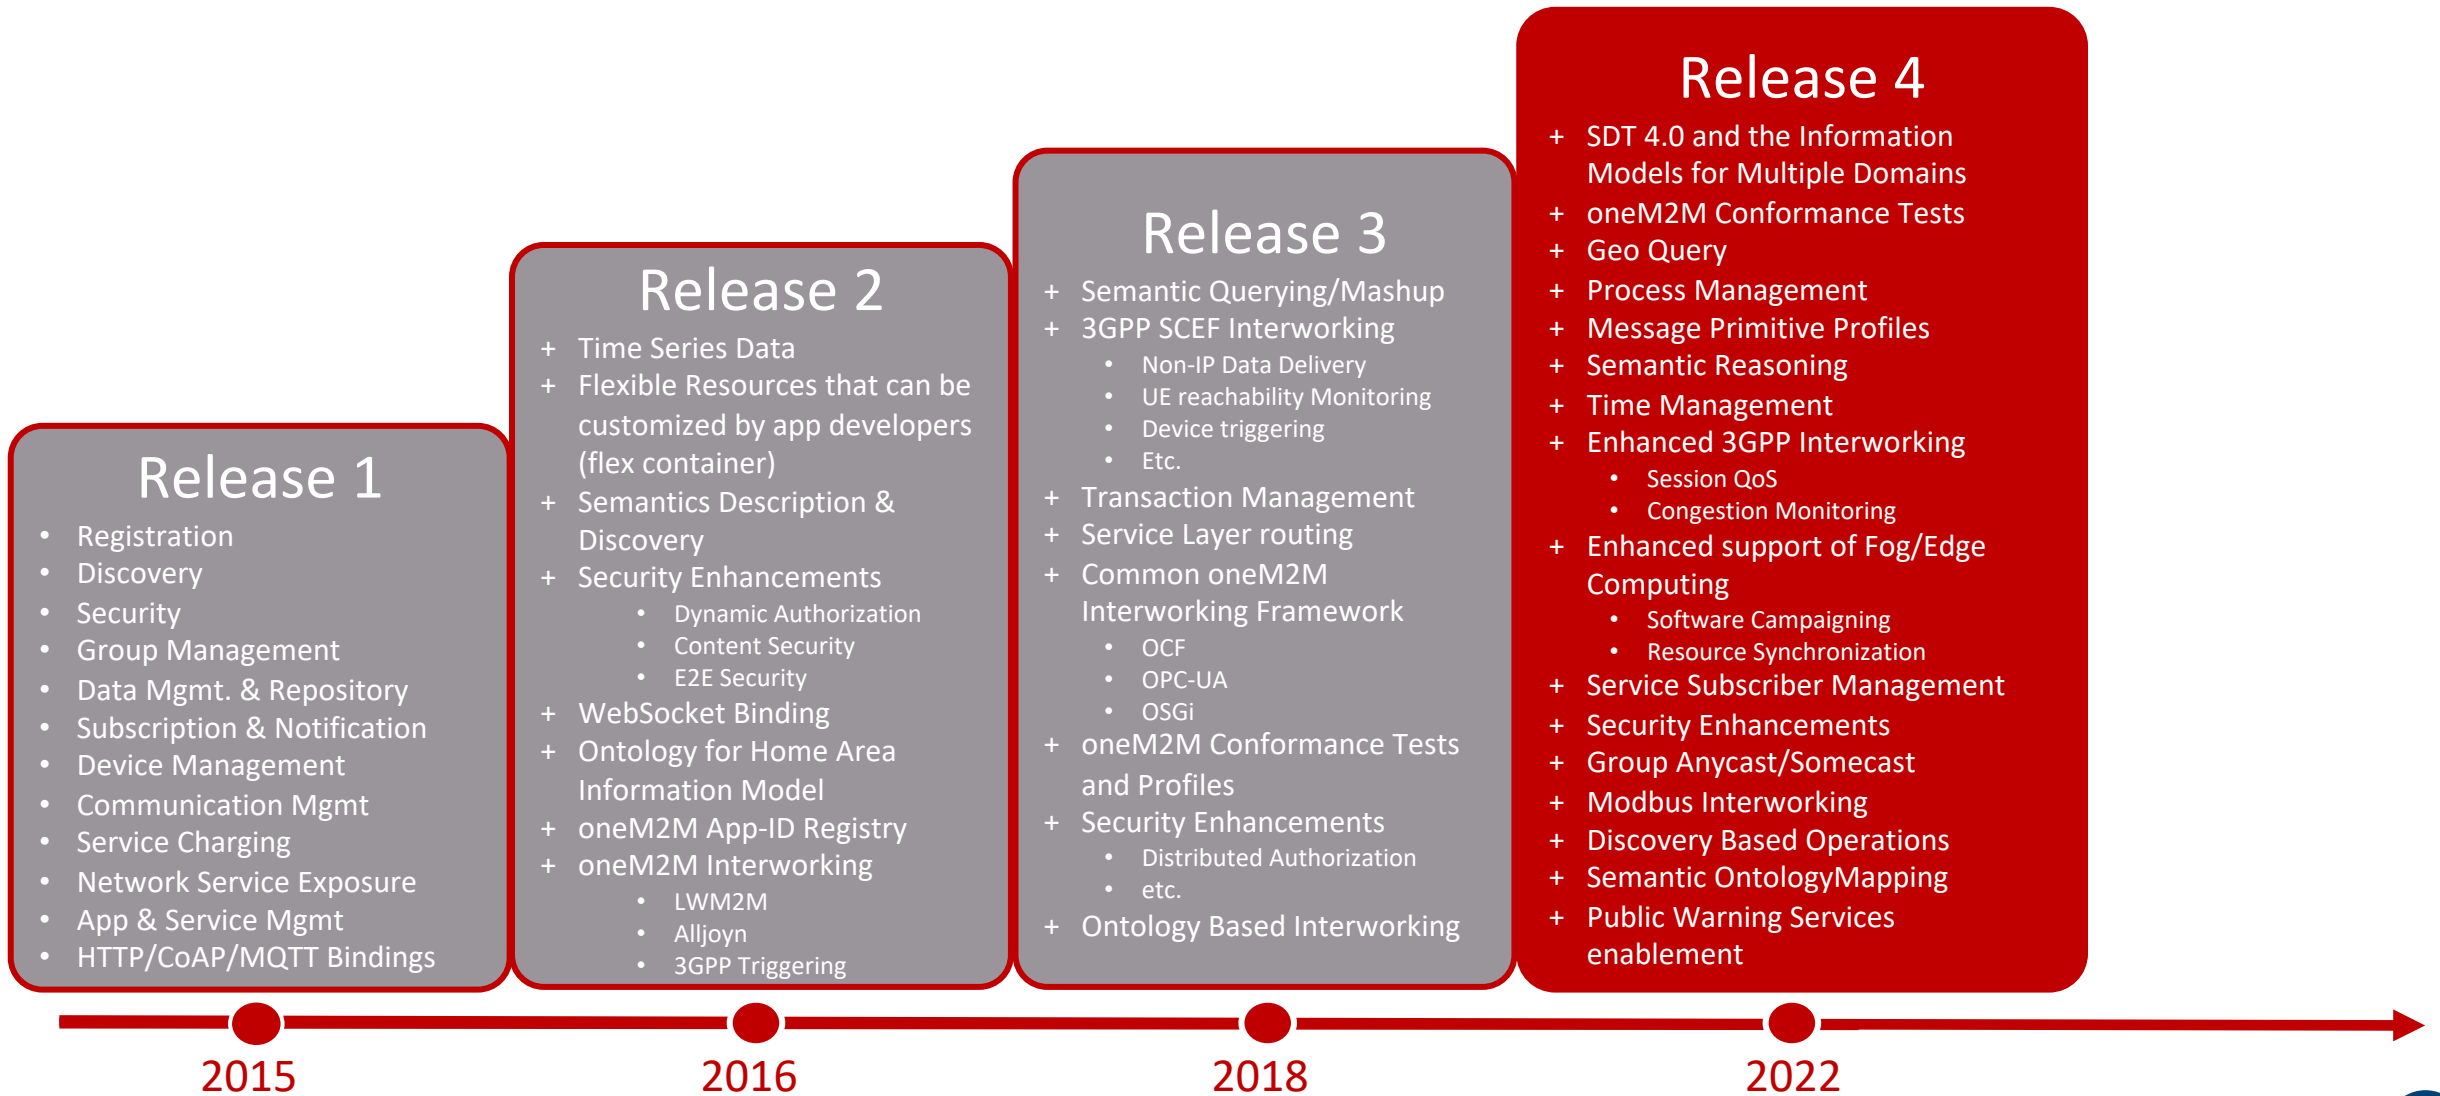 Release 1
• Registration
• Discovery
• Security
• Group Management
• Data Mgmt. & Repository
• Subscription & Notification
• Device Management
• Communication Mgmt
• Service Charging
• Network Service Exposure
• App & Service Mgmt
• HTTP/CoAP/MQTT Bindings
2015
Release 2
+ Time Series Data
+ Flexible Resources that can be
customized by app developers
(flex container)
+ Semantics Description &
Discovery
+ Security Enhancements
• Dynamic Authorization
• Content Security
• E2E Security
+ WebSocket Binding
+ Ontology for Home Area
Information Model
+ oneM2M App-ID Registry
+ oneM2M Interworking
• LWM2M
• Alljoyn
• 3GPP Triggering
2016
Release 3
+ Semantic Querying/Mashup
+ 3GPP SCEF Interworking
• Non-IP Data Delivery
• UE reachability Monitoring
• Device triggering
• Etc.
+ Transaction Management
+ Service Layer routing
+ Common oneM2M
Interworking Framework
• OCF
• OPC-UA
• OSGi
+ oneM2M Conformance Tests
and Profiles
+ Security Enhancements
• Distributed Authorization
• etc.
+ Ontology Based Interworking
2018
Release 4
+ SDT 4.0 and the Information
Models for Multiple Domains
+ oneM2M Conformance Tests
+ Geo Query
+ Process Management
+ Message Primitive Profiles
+ Semantic Reasoning
+ Time Management
+ Enhanced 3GPP Interworking
• Session QoS
• Congestion Monitoring
+ Enhanced support of Fog/Edge
Computing
• Software Campaigning
• Resource Synchronization
+ Service Subscriber Management
+ Security Enhancements
+ Group Anycast/Somecast
+ Modbus Interworking
+ Discovery Based Operations
+ Semantic OntologyMapping
+ Public Warning Services
enablement
2022